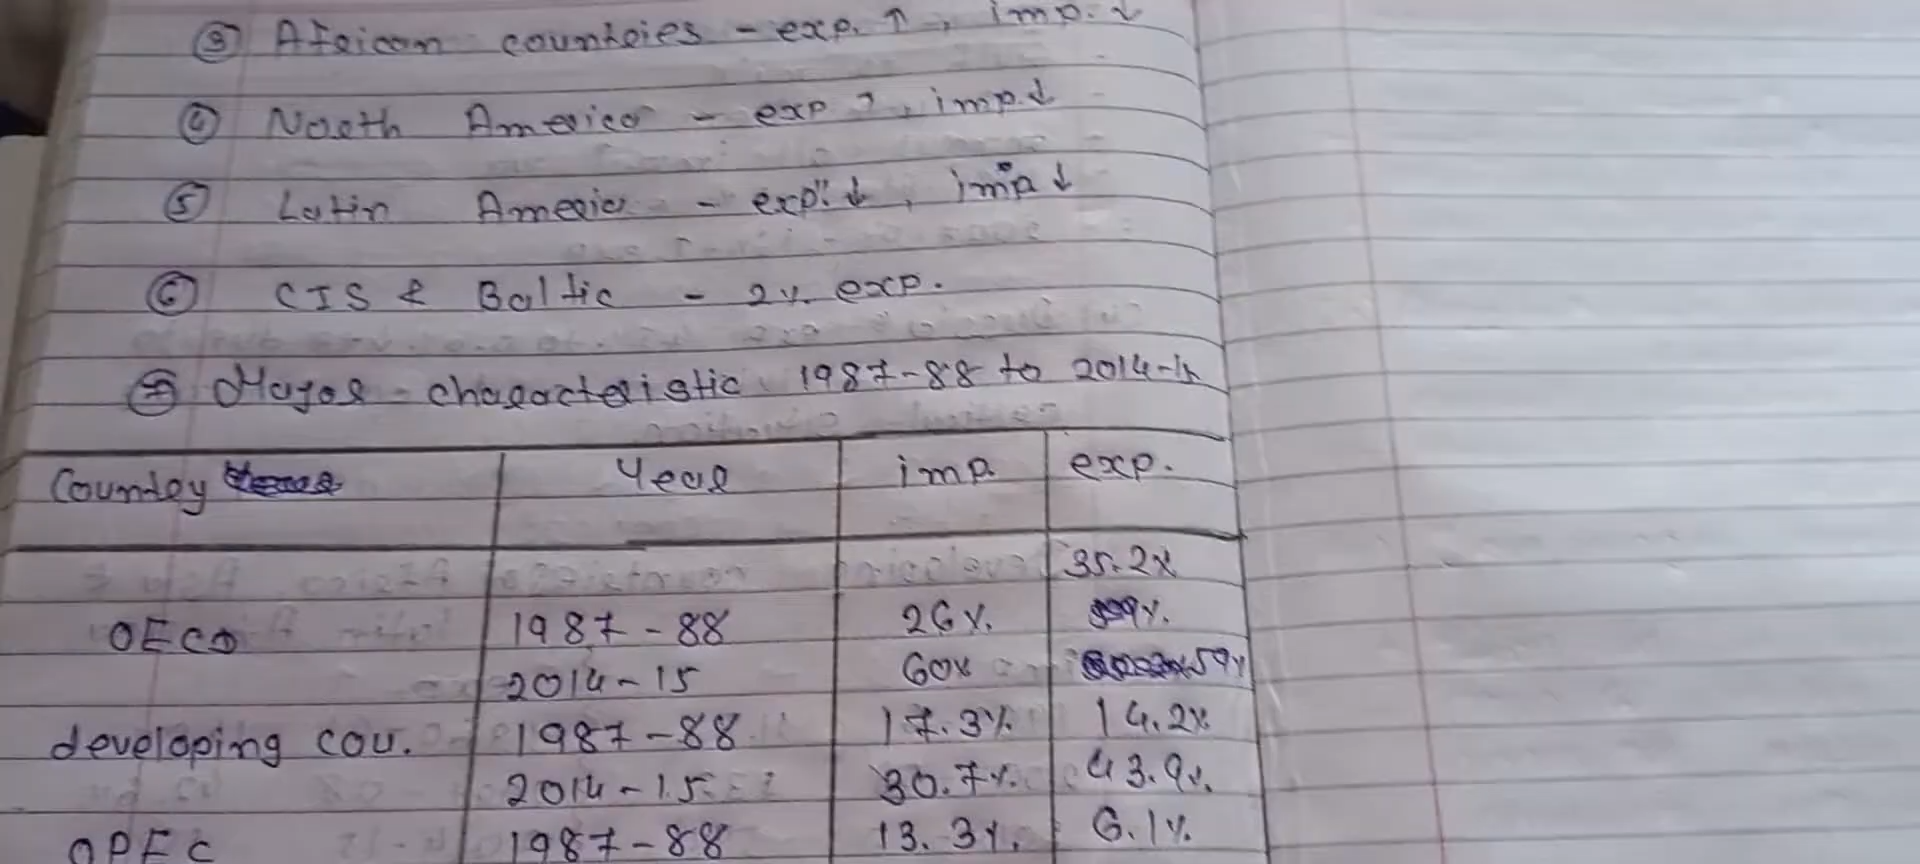 ③ African countries - exp. ↑, imp. ↓
④ North America - exp ↑, imp. ↓
⑤ Latin America - exp. ↓, imp ↓
⑥ CIS & Baltic - 2% exp.
⑦ Major characteristic 1987-88 to 2014-15
Country Year imp. exp.
35.2%
OECD 1987-88 26%
2014-15 60% 59%
developing cou. 1987-88 17.3% 14.2%
2014-15 30.7% 43.9%
OPEC 1987-88 13.3% 6.1%